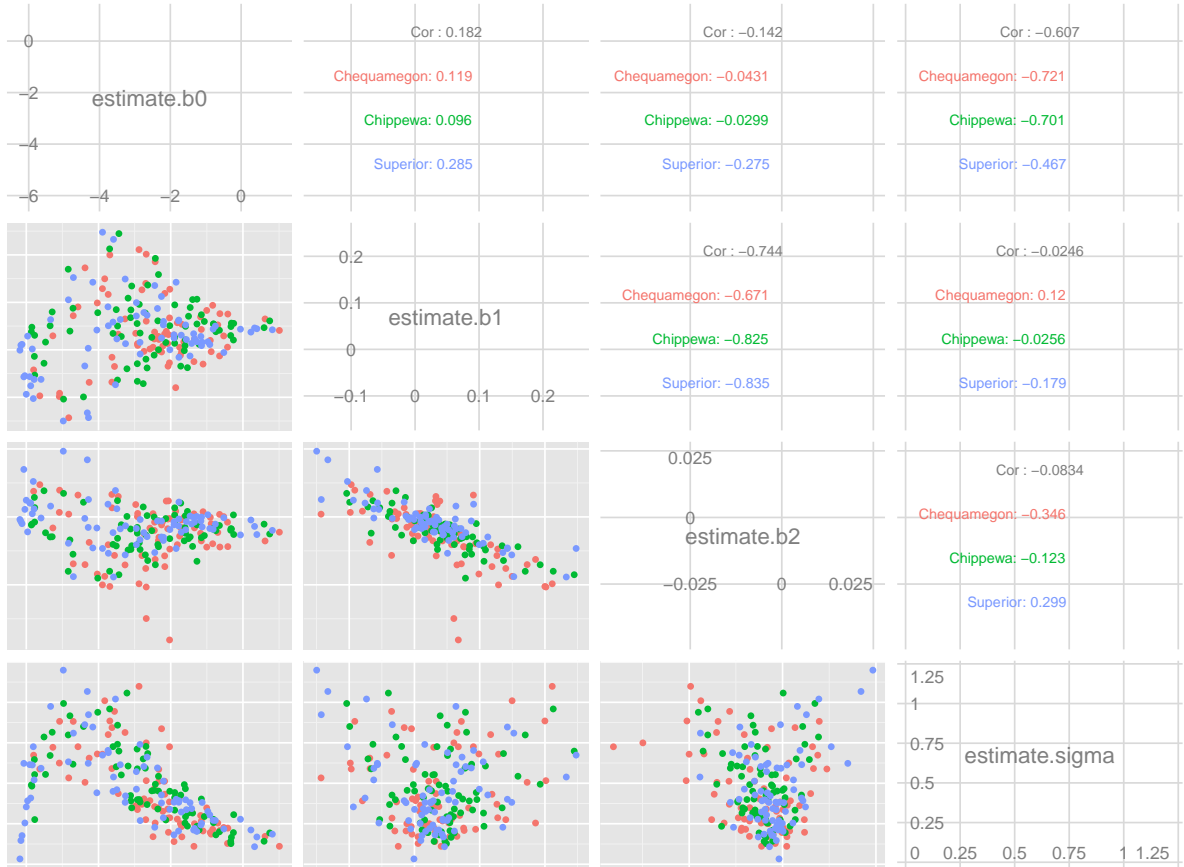 0
−2
−4
−6
estimate.b0
−4
−2
0
Cor : 0.182
Chequamegon: 0.119
Chippewa: 0.096
Superior: 0.285
Cor : −0.142
Chequamegon: −0.0431
Chippewa: −0.0299
Superior: −0.275
Cor : −0.607
Chequamegon: −0.721
Chippewa: −0.701
Superior: −0.467
0.2
0.1
0
estimate.b1
−0.1
0
0.1
0.2
Cor : −0.744
Chequamegon: −0.671
Chippewa: −0.825
Superior: −0.835
Cor : −0.0246
Chequamegon: 0.12
Chippewa: −0.0256
Superior: −0.179
0.025
0
estimate.b2
−0.025
0
0.025
Cor : −0.0834
Chequamegon: −0.346
Chippewa: −0.123
Superior: 0.299
1.25
1
0.75
0.5
0.25
estimate.sigma
0
0.25
0.5
0.75
1
1.25